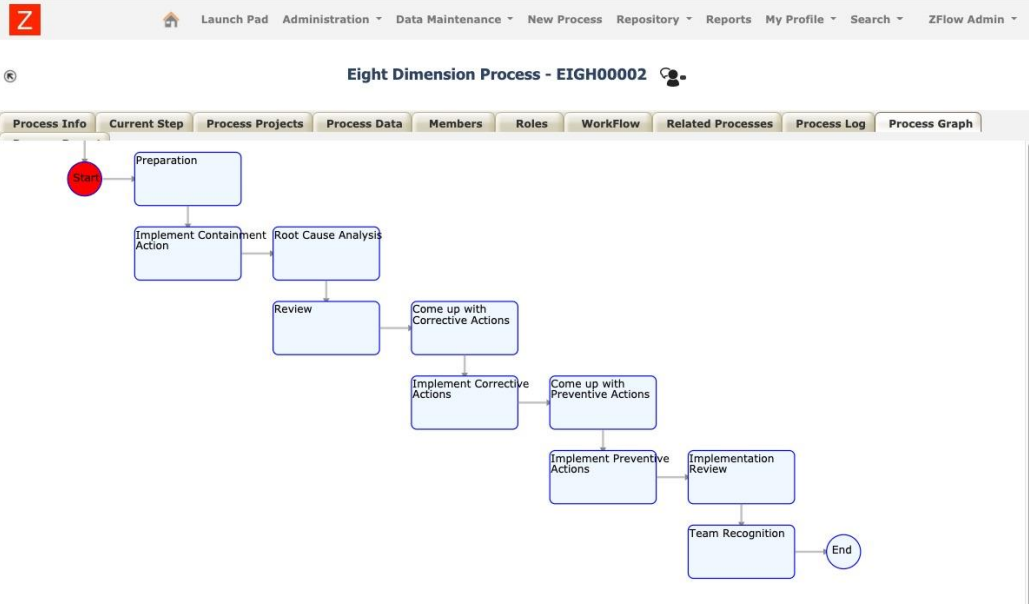 Z
Launch Pad Administration Data Maintenance New Process Repository Reports My Profile Search ZFlow Admin
Eight Dimension Process - EIGH00002
Process Info Current Step Process Projects Process Data Members Roles WorkFlow Related Processes Process Log Process Graph
Start
Preparation
Implement Containment
Action
Root Cause Analysis
Review
Come up with
Corrective Actions
Implement Corrective
Actions
Come up with
Preventive Actions
Implement Preventive
Actions
Implementation
Review
Team Recognition
End